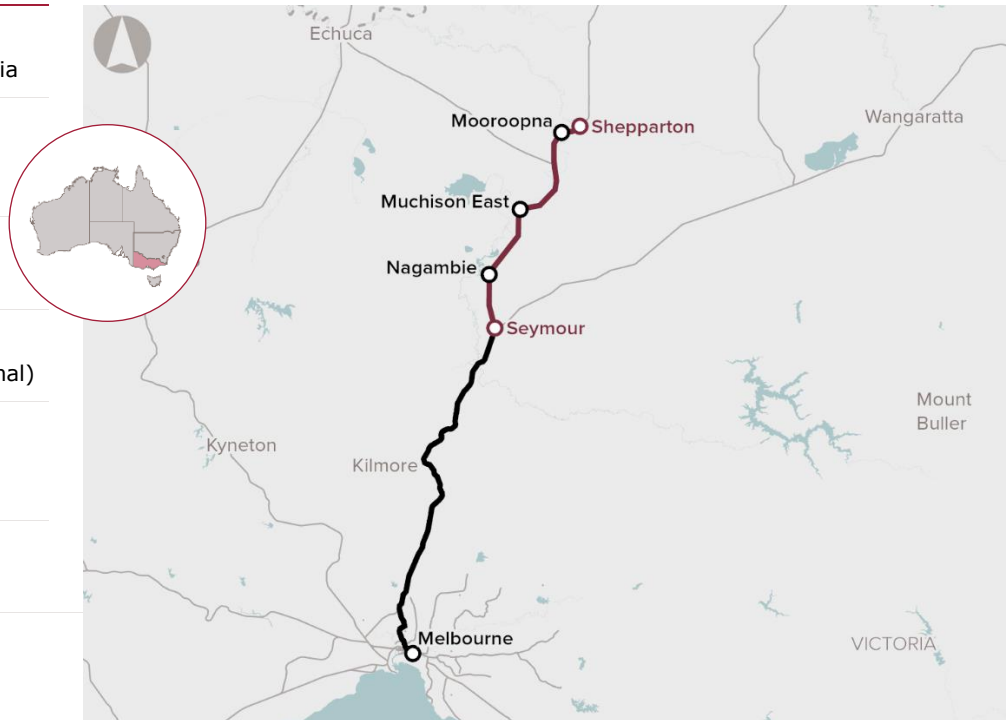 ia
nal)
Echuca
Wangaratta
Mooroopna
Shepparton
Muchison East
Nagambie
Seymour
Mount
Buller
Kyneton
Kilmore
Melbourne
VICTORIA